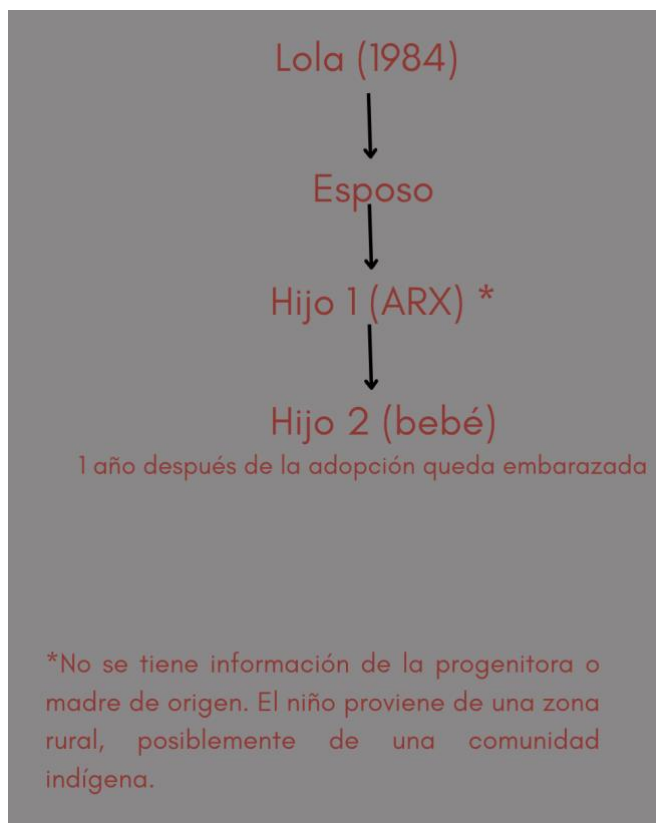 Lola (1984)
Esposo
Hijo 1 (ARX) *
Hijo 2 (bebé)
1 año después de la adopción queda embarazada
*No se tiene información de la progenitora o
madre de origen. El niño proviene de una zona
rural, posiblemente de una comunidad
indígena.